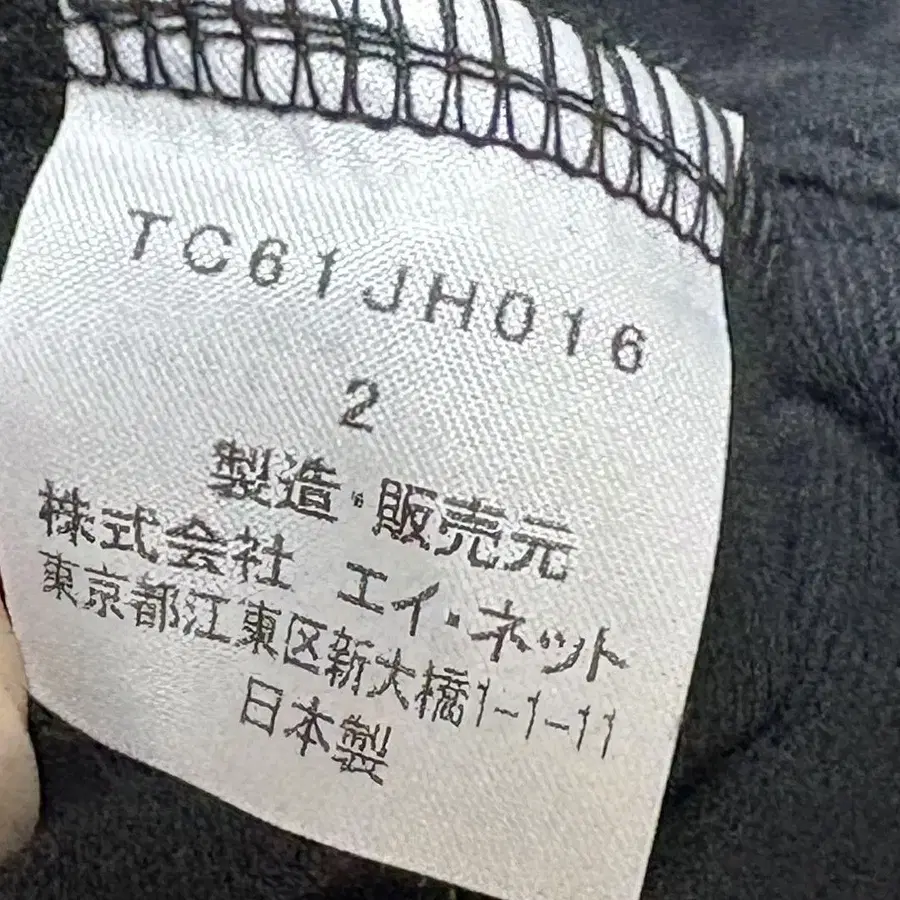 TC61JH016
2
製造・販売元
株式会社 エイ・ネット
東京都江東区新大橋1-1-11
日本製